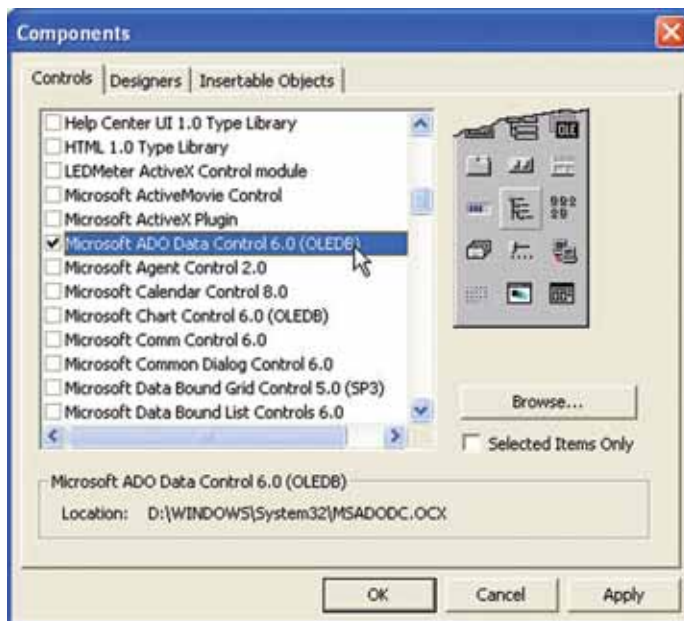 Components
Controls Designers Insertable Objects
Help Center UI 1.0 Type Library
HTML 1.0 Type Library
LEDMeter ActiveX Control module
Microsoft ActiveMovie Control
Microsoft ActiveX Plugin
Microsoft ADO Data Control 6.0 (OLEDB)
Microsoft Agent Control 2.0
Microsoft Calendar Control 8.0
Microsoft Chart Control 6.0 (OLEDB)
Microsoft Comm Control 6.0
Microsoft Common Dialog Control 6.0
Microsoft Data Bound Grid Control 5.0 (SP3)
Microsoft Data Bound List Controls 6.0
OLE
Browse...
Selected Items Only
Microsoft ADO Data Control 6.0 (OLEDB)
Location: D:\WINDOWS\System32\MSADODC.OCX
OK Cancel Apply